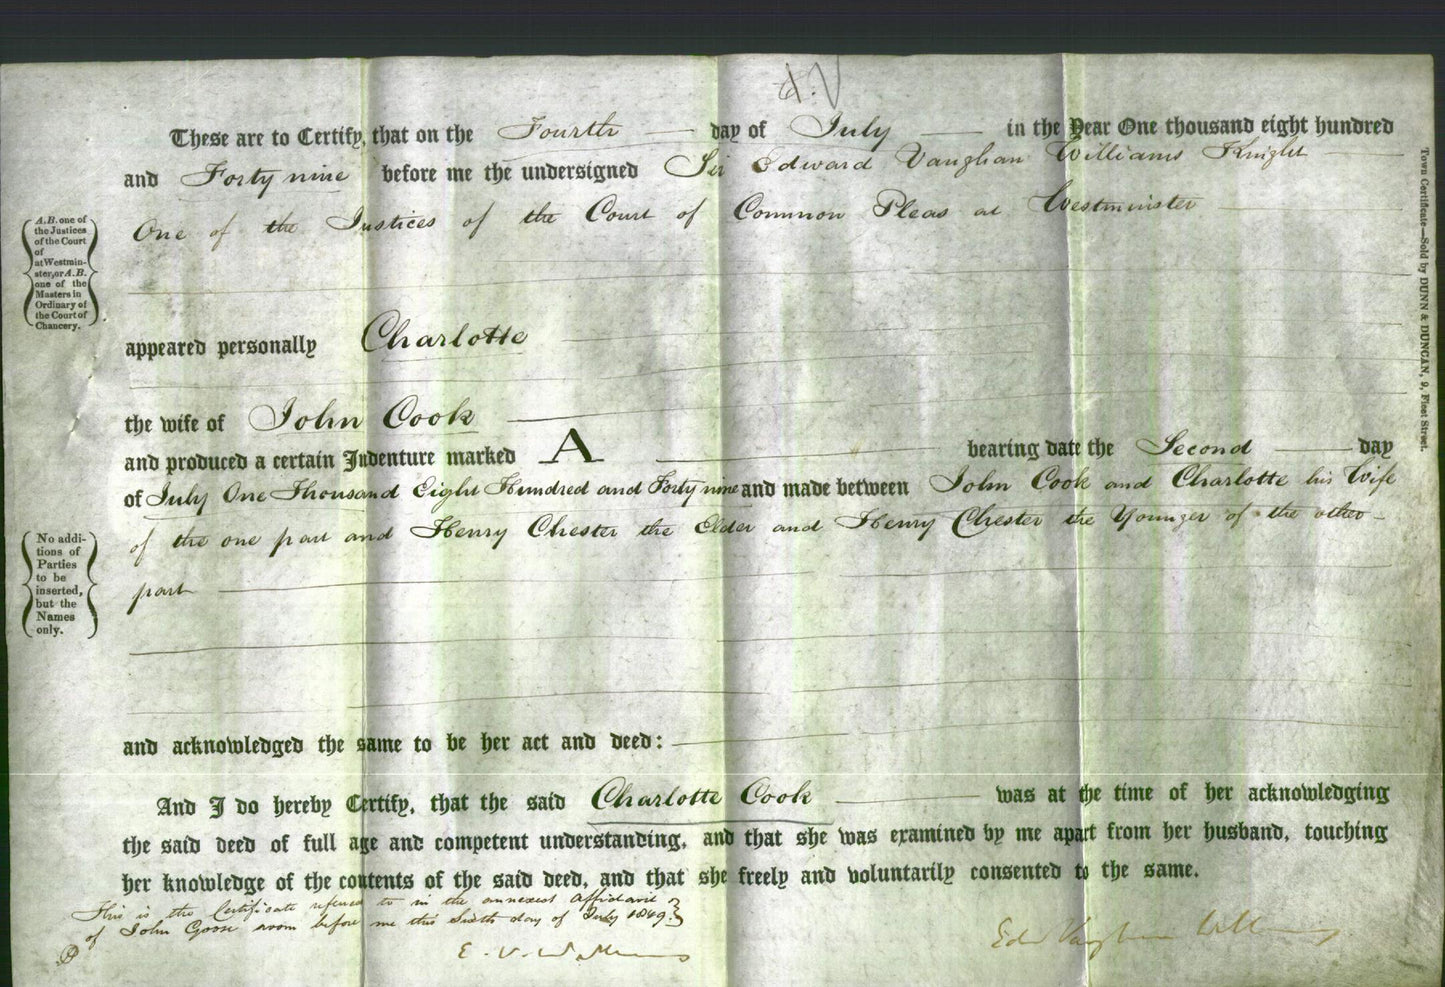 These are to Certify, that on the Fourth day of July in the Year One thousand eight hundred
and Forty nine before me the undersigned Sir Edward Vaughan Williams Knight
One of the Justices of the Court of Common Pleas at Westminster
A.B. one of
the Justices
of the Court
of
at Westmin-
ster, or A.B.
one of the
Masters in
Ordinary of
the Court of
Chancery.
appeared personally Charlotte
the wife of John Cook
and produced a certain Indenture marked A bearing date the Second day
of July One Thousand Eight Hundred and Forty nine and made between John Cook and Charlotte his Wife
of the one part and Henry Chester the Elder and Henry Chester the Younger of the other
part
No addi-
tions of
Parties
to be
inserted,
but the
Names
only.
and acknowledged the same to be her act and deed:
And I do hereby Certify, that the said Charlotte Cook was at the time of her acknowledging
the said deed of full age and competent understanding, and that she was examined by me apart from her husband, touching
her knowledge of the contents of the said deed, and that she freely and voluntarily consented to the same.
This is the Certificate referred to in the annexed Affidavit
of John Goose sworn before me this Sixth day of July 1849.
E. V. Williams
Edw Vaughan Williams
Town Certificate—Sold by DUNN & DUNCAN, 9, Fleet Street.